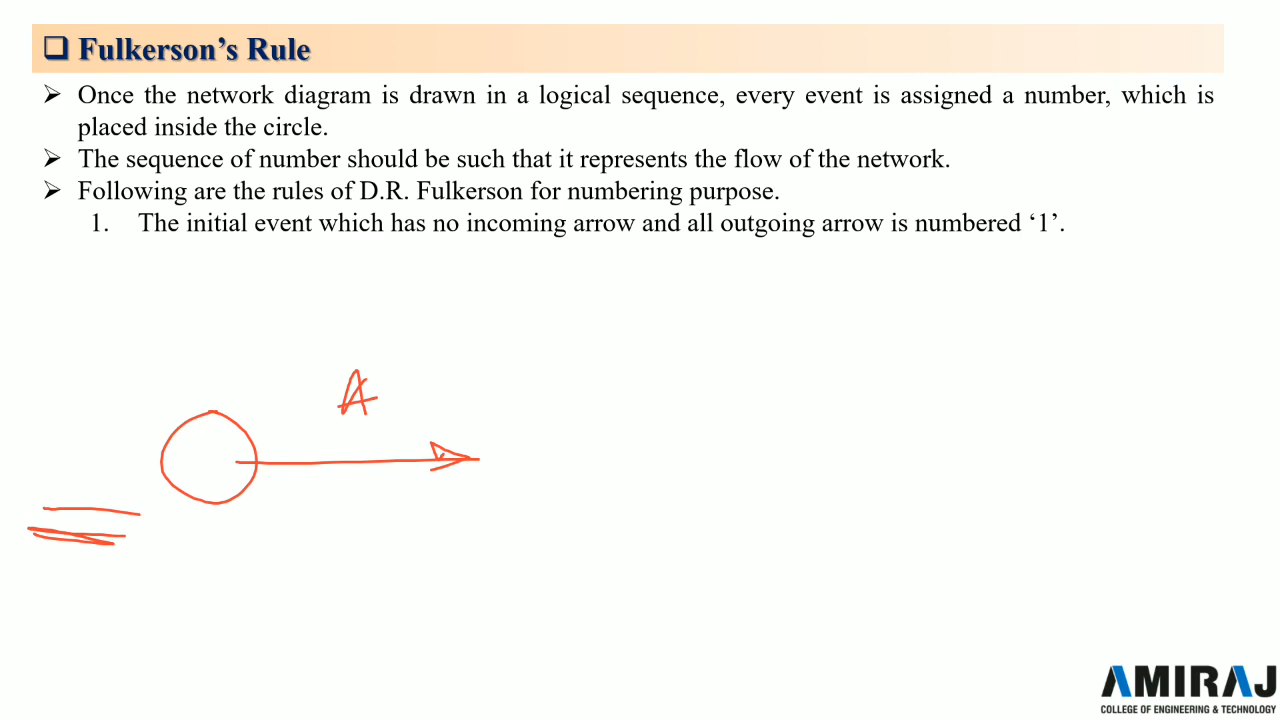 Fulkerson's Rule
Once the network diagram is drawn in a logical sequence, every event is assigned a number, which is
placed inside the circle.
The sequence of number should be such that it represents the flow of the network.
Following are the rules of D.R. Fulkerson for numbering purpose.
1. The initial event which has no incoming arrow and all outgoing arrow is numbered ‘1’.
A
AMIRAJ
COLLEGE OF ENGINEERING & TECHNOLOGY